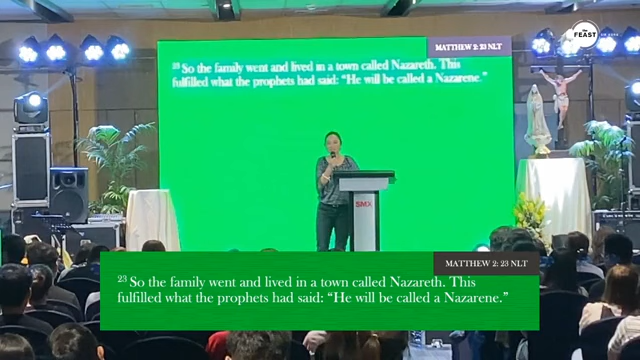 THE FEAST
MATTHEW 2: 23 NLT
23 So the family went and lived in a town called Nazareth. This
fulfilled what the prophets had said: “He will be called a Nazarene.”
SMX
MATTHEW 2: 23 NLT
23 So the family went and lived in a town called Nazareth. This
fulfilled what the prophets had said: “He will be called a Nazarene.”